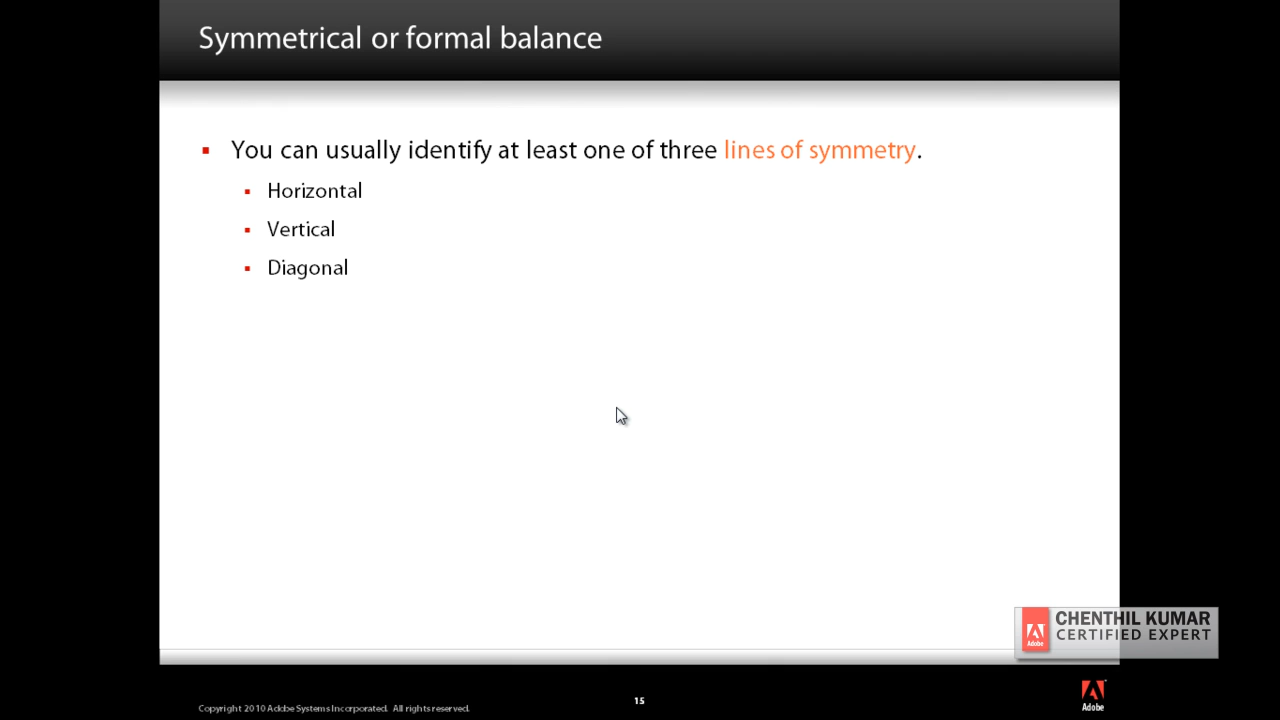 Symmetrical or formal balance
You can usually identify at least one of three lines of symmetry.
Horizontal
Vertical
Diagonal
CHENTHIL KUMAR
CERTIFIED EXPERT
Adobe
Copyright 2010 Adobe Systems Incorporated. All rights reserved.
15
Adobe